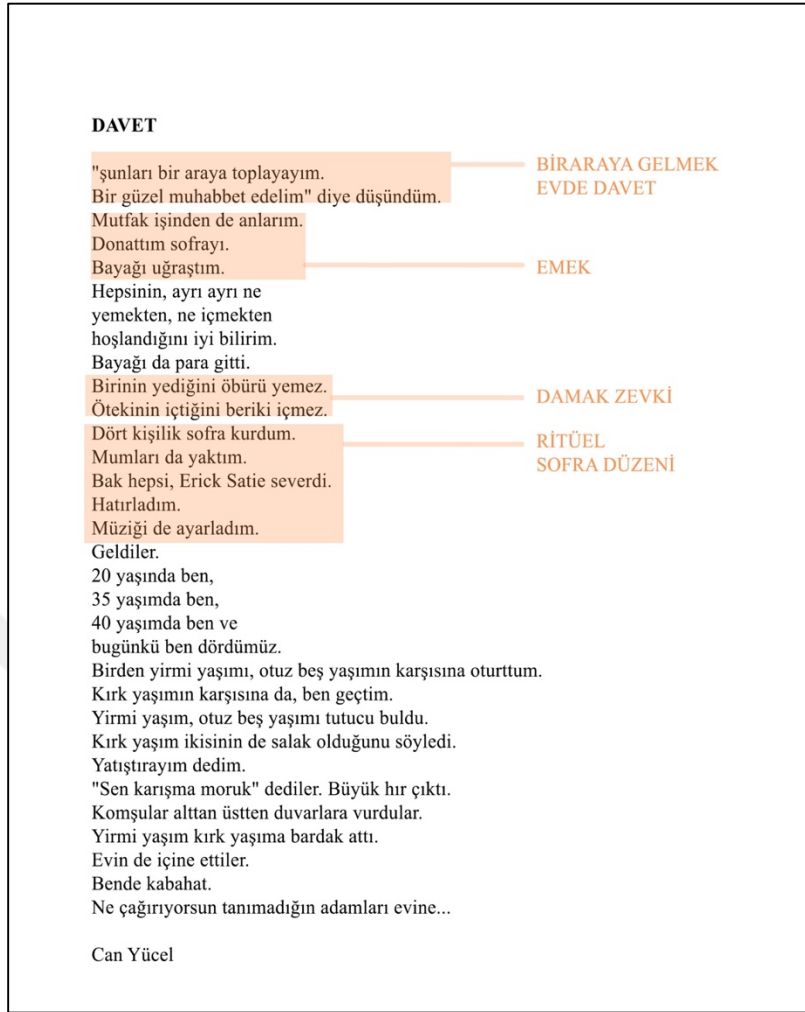 DAVET
"şunları bir araya toplayayım.
Bir güzel muhabbet edelim" diye düşündüm.
BİRARAYA GELMEK
EVDE DAVET
Mutfak işinden de anlarım.
Donattım sofrayı.
Bayağı uğraştım.
EMEK
Hepsinin, ayrı ayrı ne
yemekten, ne içmekten
hoşlandığını iyi bilirim.
Bayağı da para gitti.
Birinin yediğini öbürü yemez.
Ötekinin içtiğini beriki içmez.
DAMAK ZEVKİ
Dört kişilik sofra kurdum.
Mumları da yaktım.
Bak hepsi, Erick Satie severdi.
Hatırladım.
Müziği de ayarladım.
RİTÜEL
SOFRA DÜZENİ
Geldiler.
20 yaşında ben,
35 yaşımda ben,
40 yaşımda ben ve
bugünkü ben dördümüz.
Birden yirmi yaşımı, otuz beş yaşımın karşısına oturttum.
Kırk yaşımın karşısına da, ben geçtim.
Yirmi yaşım, otuz beş yaşımı tutucu buldu.
Kırk yaşım ikisinin de salak olduğunu söyledi.
Yatıştırayım dedim.
"Sen karışma moruk" dediler. Büyük hır çıktı.
Komşular alttan üstten duvarlara vurdular.
Yirmi yaşım kırk yaşıma bardak attı.
Evin de içine ettiler.
Bende kabahat.
Ne çağırıyorsun tanımadığın adamları evine...
Can Yücel